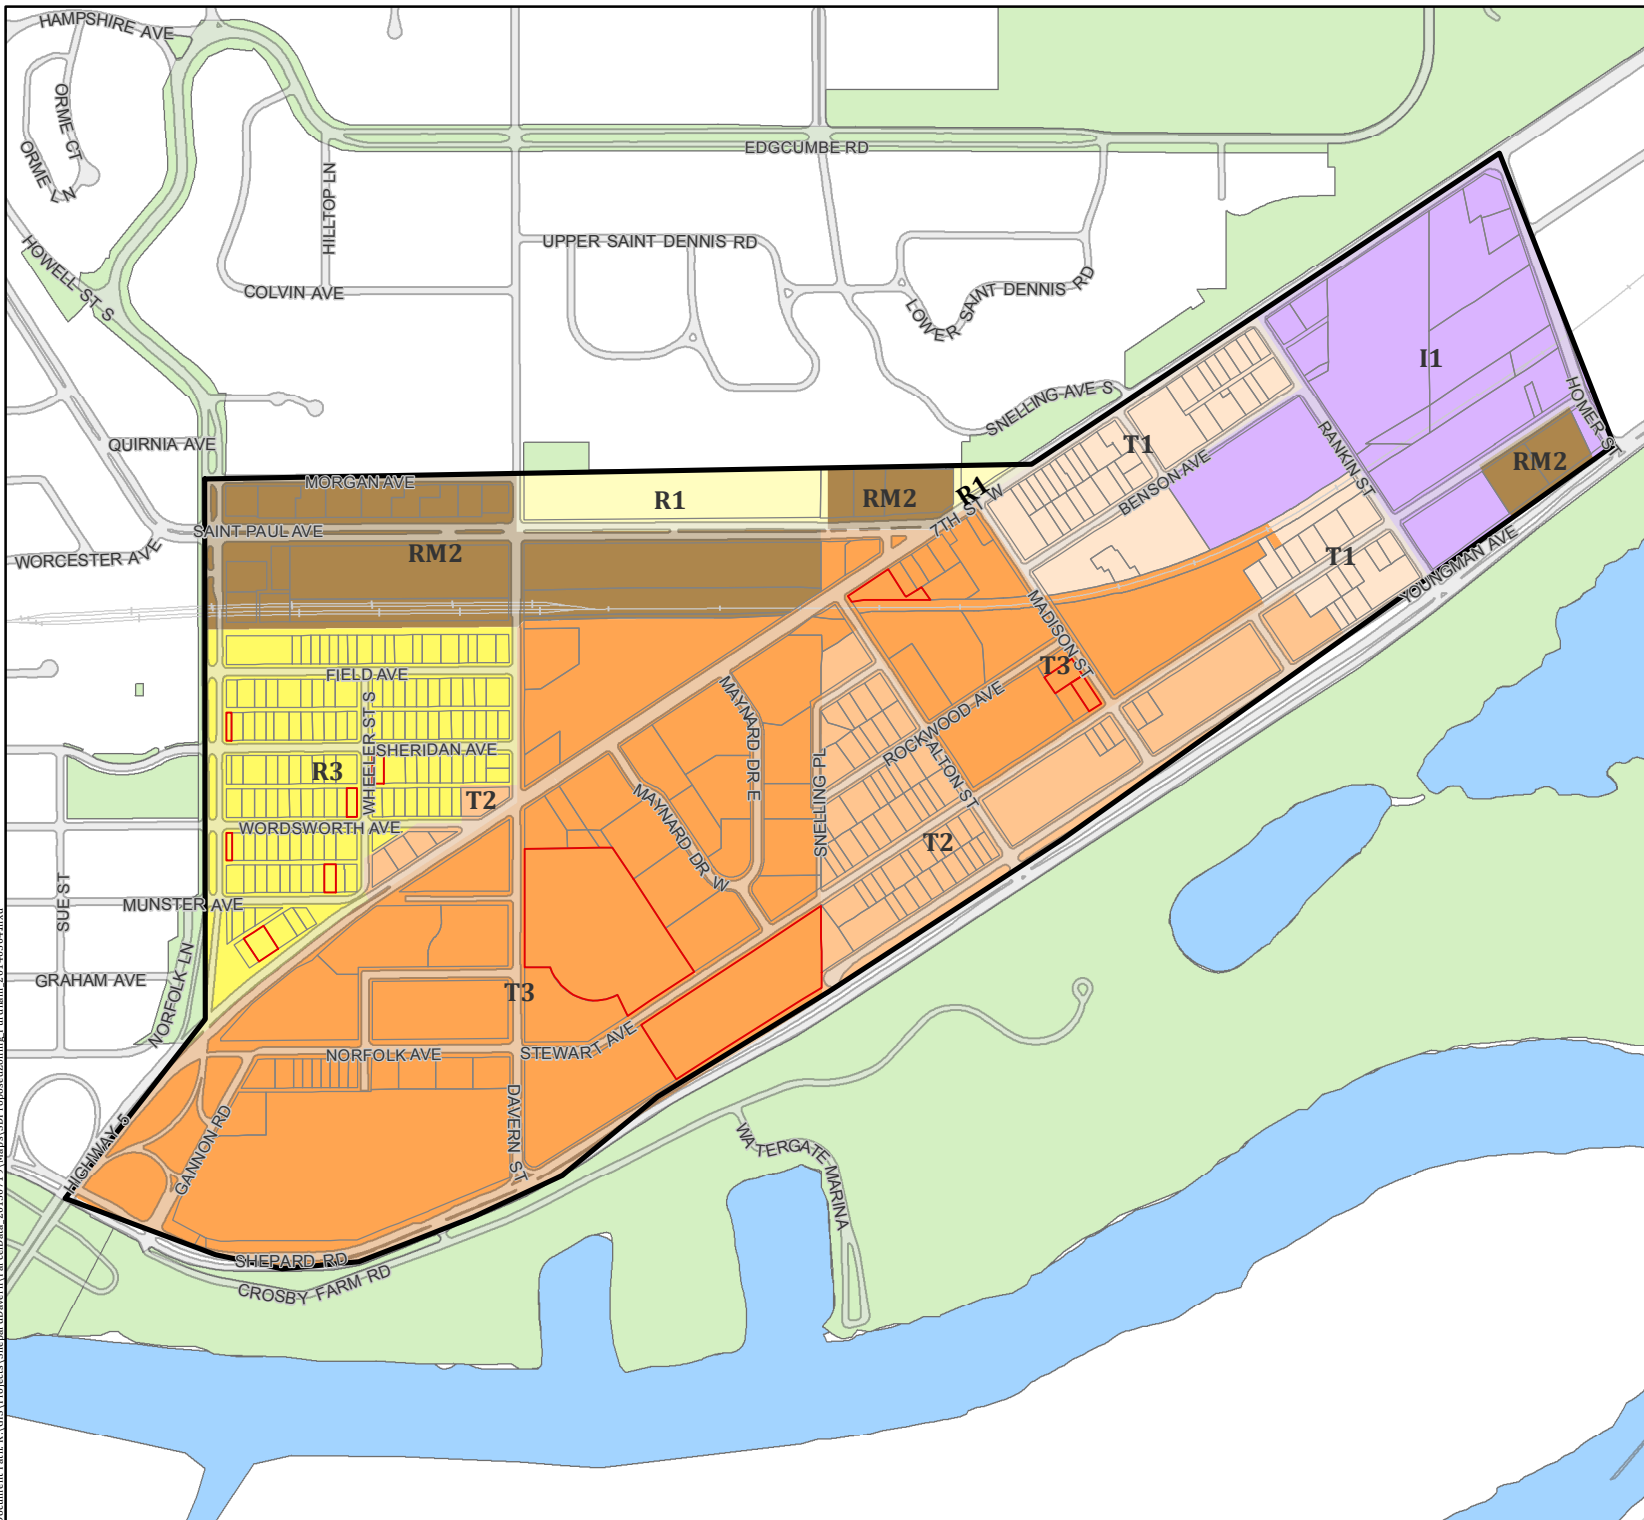 HAMPSHIRE AVE
ORME CT
ORME LN
HILLTOP LN
EDGCUMBE RD
HOWELL ST S
UPPER SAINT DENNIS RD
COLVIN AVE
LOWER SAINT DENNIS RD
SNELLING AVE S
I1
HOMER ST
QUIRNIA AVE
T1
RANKIN ST
BENSON AVE
RM2
MORGAN AVE
R1
RM2
R1
7TH ST W
SAINT PAUL AVE
WORCESTER AVE
RM2
T1
YOUNGMAN AVE
MADISON ST
FIELD AVE
T3
WHEELER ST S
MAYNARD DR E
ROCKWOOD AVE
SHERIDAN AVE
R3
T2
ALTON ST
SNELLING PL
MAYNARD DR W
WORDSWORTH AVE
T2
SUE ST
MUNSTER AVE
NORFOLK LN
GRAHAM AVE
T3
STEWART AVE
NORFOLK AVE
DAVERN ST
HIGHWAY 5
GANNON RD
WATERGATE MARINA
SHEPARD RD
CROSBY FARM RD